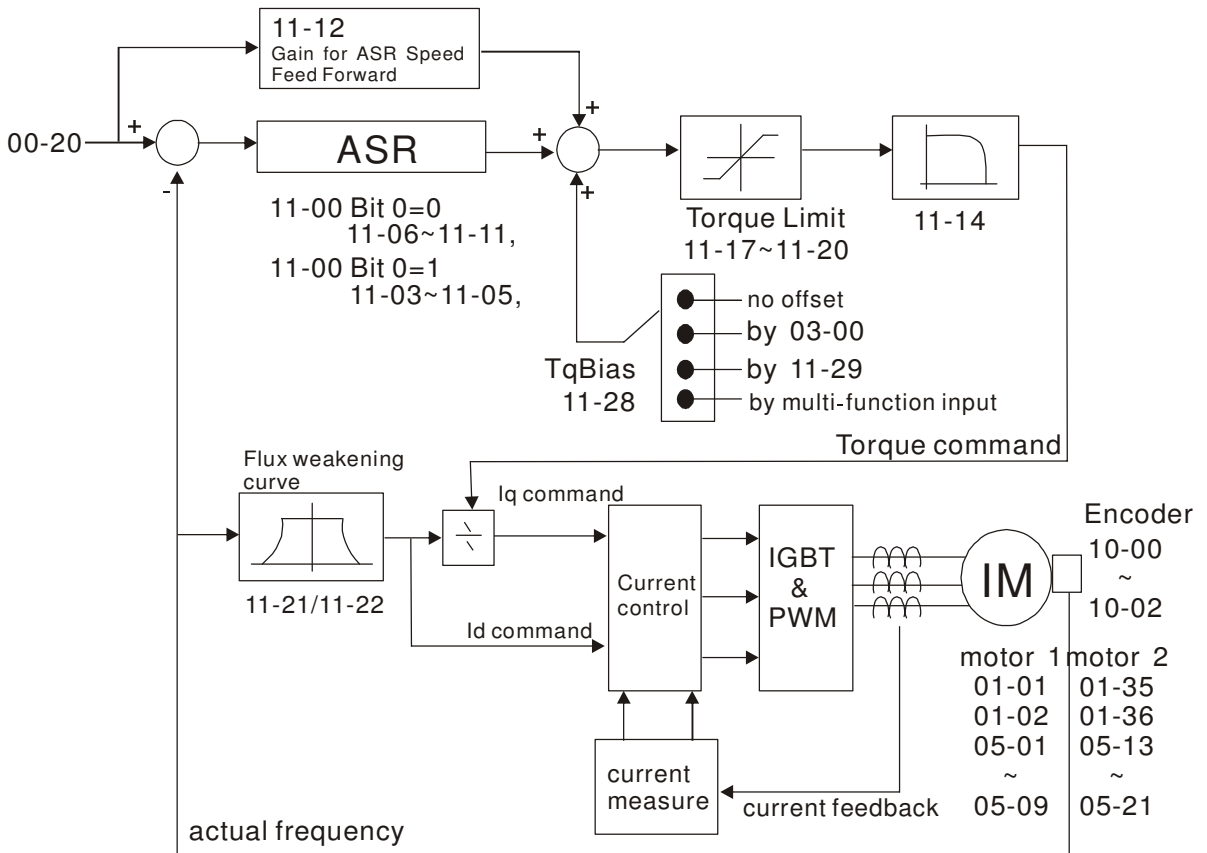 11-12
Gain for ASR Speed
Feed Forward
00-20
+
-
ASR
+
+
+
11-00 Bit 0=0
11-06~11-11,
11-00 Bit 0=1
11-03~11-05,
Torque Limit
11-17~11-20
11-14
TqBias
11-28
no offset
by 03-00
by 11-29
by multi-function input
Torque command
Flux weakening
curve
11-21/11-22
Iq command
Id command
Current
control
IGBT
&
PWM
IM
Encoder
10-00
~
10-02
motor 1 motor 2
01-01 01-35
01-02 01-36
05-01 05-13
~ ~
05-09 05-21
current
measure
current feedback
actual frequency